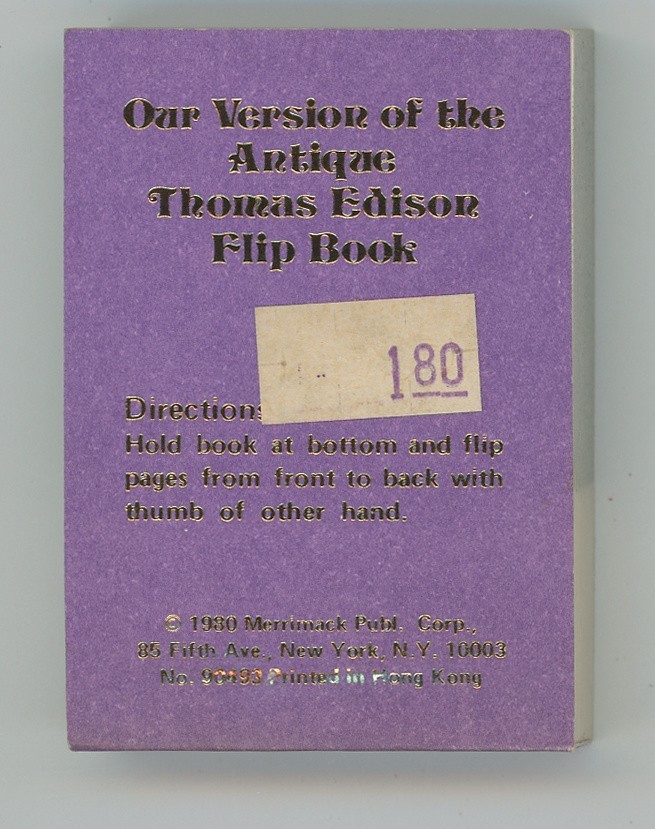 Our Version of the
Antique
Thomas Edison
Flip Book
180
Directions
Hold book at bottom and flip
pages from front to back with
thumb of other hand.
© 1980 Merrimack Publ. Corp.,
85 Fifth Ave., New York, N.Y. 10003
No. Printed in Hong Kong